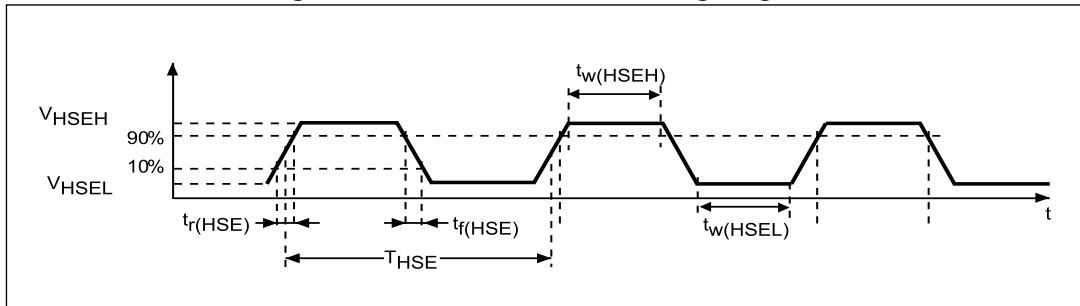 tw(HSEH)
VHSEH
90%
10%
VHSEL
tr(HSE)
tf(HSE)
tw(HSEL)
t
THSE